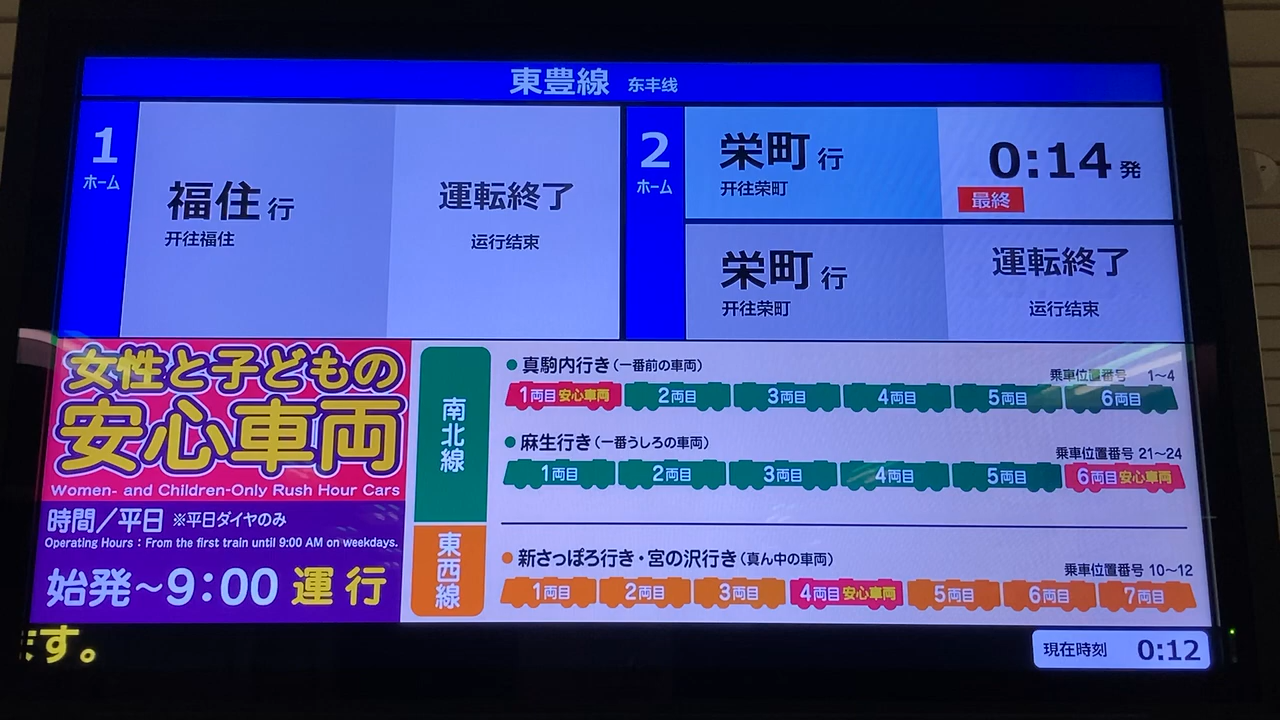 東豊線 东丰线
1
ホーム
福住 行
开往福住
運転終了
运行结束
2
ホーム
栄町 行
开往荣町
0:14 発
最終
栄町 行
开往荣町
運転終了
运行结束
女性と子どもの
安心車両
Women- and Children-Only Rush Hour Cars
時間/平日 ※平日ダイヤのみ
Operating Hours : From the first train until 9:00 AM on weekdays.
始発~9:00 運行
南北線
●真駒内行き(一番前の車両)
乗車位置番号 1~4
1両目 安心車両 2両目 3両目 4両目 5両目 6両目
●麻生行き(一番うしろの車両)
乗車位置番号 21~24
1両目 2両目 3両目 4両目 5両目 6両目 安心車両
東西線
●新さっぽろ行き・宮の沢行き(真ん中の車両)
乗車位置番号 10~12
1両目 2両目 3両目 4両目 安心車両 5両目 6両目 7両目
ます。
現在時刻 0:12